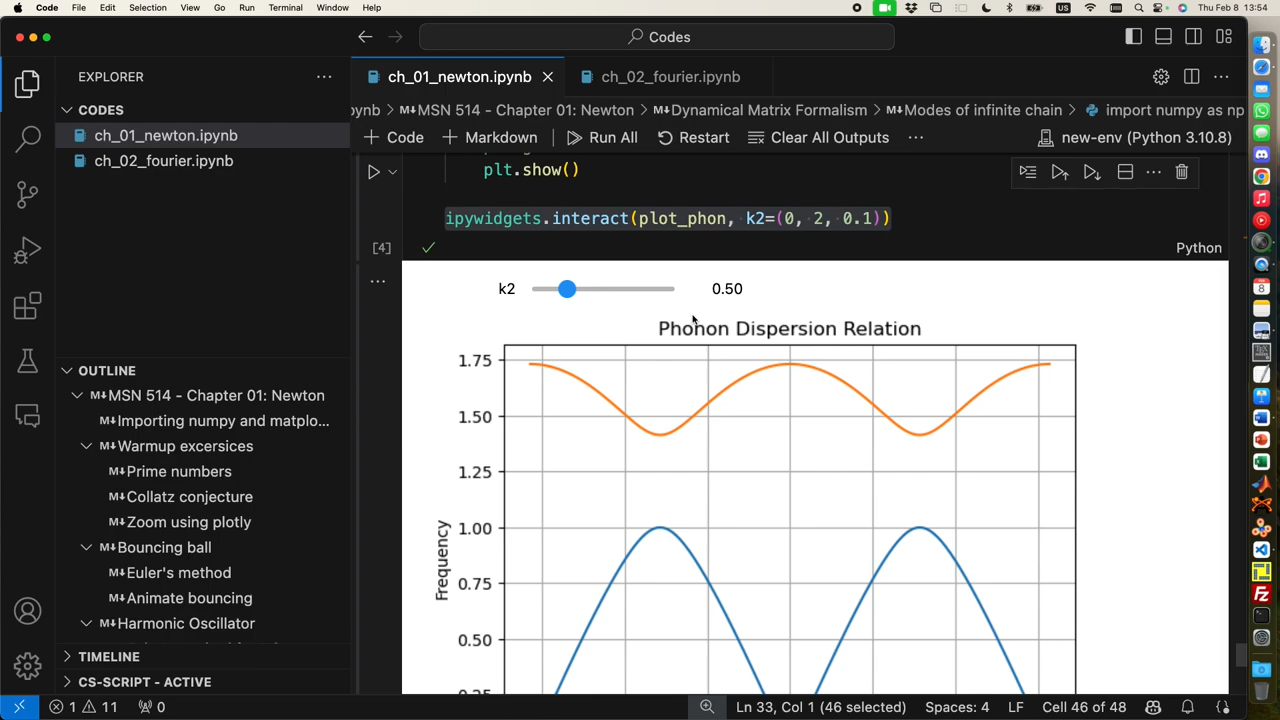 Code File Edit Selection View Go Run Terminal Window Help US Thu Feb 8 13:54
Codes
EXPLORER
ch_01_newton.ipynb
ch_02_fourier.ipynb
CODES
ch_01_newton.ipynb
ch_02_fourier.ipynb
ynb > M↓MSN 514 - Chapter 01: Newton > M↓Dynamical Matrix Formalism > M↓Modes of infinite chain > import numpy as np
+ Code + Markdown Run All Restart Clear All Outputs ... new-env (Python 3.10.8)
plt.show()
ipywidgets.interact(plot_phon, k2=(0, 2, 0.1))
[4] Python
k2 0.50
Phonon Dispersion Relation
1.75
1.50
1.25
1.00
0.75
0.50
Frequency
OUTLINE
M↓MSN 514 - Chapter 01: Newton
M↓Importing numpy and matplo...
M↓Warmup excersices
M↓Prime numbers
M↓Collatz conjecture
M↓Zoom using plotly
M↓Bouncing ball
M↓Euler's method
M↓Animate bouncing
M↓Harmonic Oscillator
TIMELINE
CS-SCRIPT - ACTIVE
1 11 0 Ln 33, Col 1 (46 selected) Spaces: 4 LF Cell 46 of 48